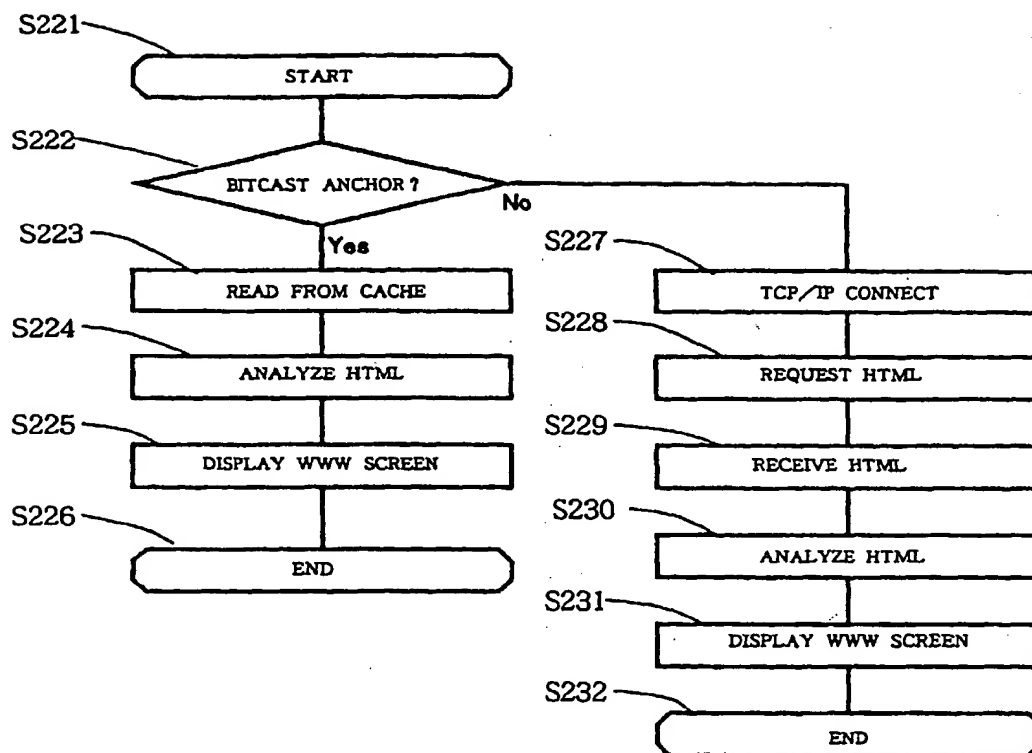 S221
START
S222
BITCAST ANCHOR?
No
Yes
S223
READ FROM CACHE
S224
ANALYZE HTML
S225
DISPLAY WWW SCREEN
S226
END
S227
TCP/IP CONNECT
S228
REQUEST HTML
S229
RECEIVE HTML
S230
ANALYZE HTML
S231
DISPLAY WWW SCREEN
S232
END